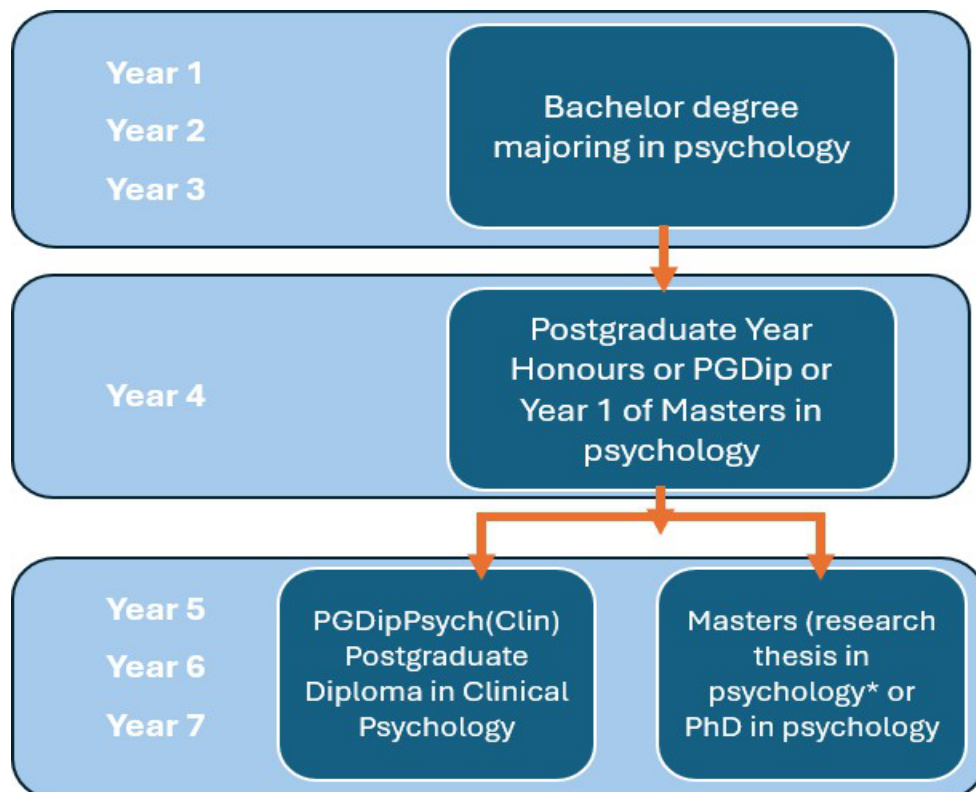 Year 1
Year 2
Year 3
Bachelor degree
majoring in psychology
Year 4
Postgraduate Year
Honours or PGDip or
Year 1 of Masters in
psychology
Year 5
Year 6
Year 7
PGDipPsych(Clin)
Postgraduate
Diploma in Clinical
Psychology
Masters (research
thesis in
psychology* or
PhD in psychology